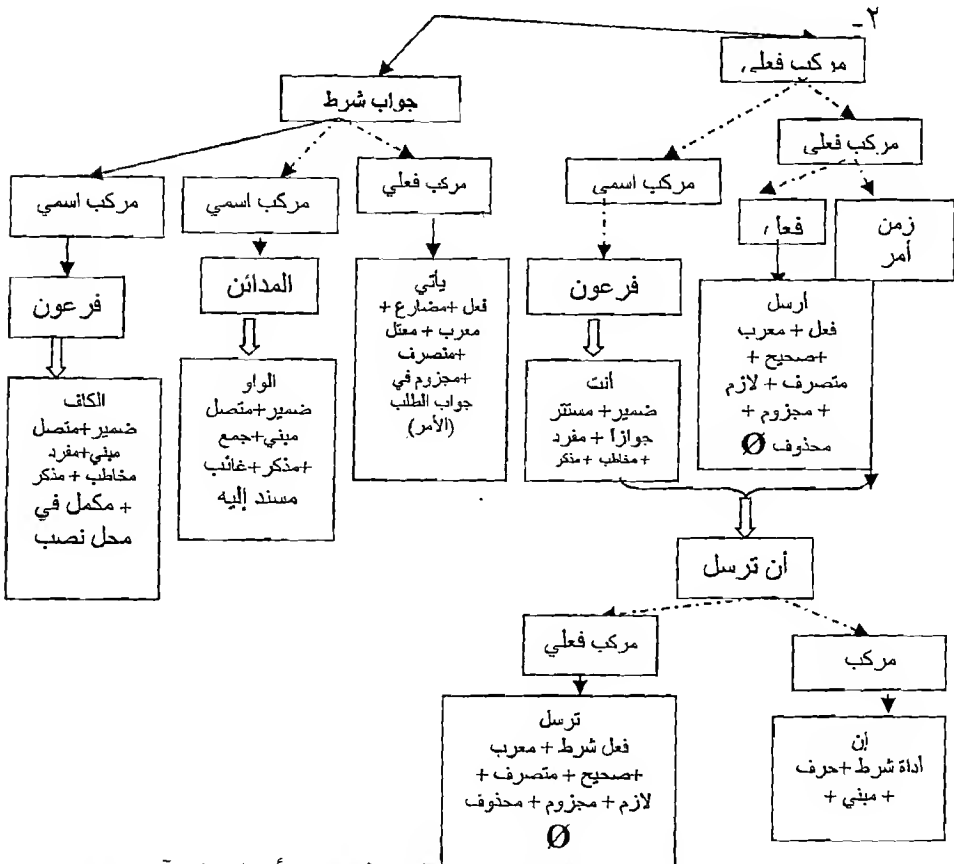 ٢-
مركب فعلي
جواب شرط
مركب فعلي
مركب اسمي
مركب فعلي
مركب اسمي
مركب اسمي
زمن
أمر
فعل
فرعون
المدائن
فرعون
أرسل
فعل + معرب
+صحيح +
متصرف + لازم
+ مجزوم +
محذوف Ø
أنت
ضمير + مستتر
جوازا + مفرد
+ مخاطب + مذكر
يأتي
فعل +مضارع +
معرب + معتل
+متصرف
+مجزوم في
جواب الطلب
(الأمر)
الواو
ضمير+متصل
مبني+جمع
+مذكر +غائب
مسند إليه
الكاف
ضمير+متصل
مبني+مفرد
مخاطب + مذكر
+ مكمل في
محل نصب
أن ترسل
مركب فعلي
مركب
ترسل
فعل شرط + معرب
+صحيح + متصرف +
لازم + مجزوم + محذوف
Ø
إن
أداة شرط +حرف
+ مبني +